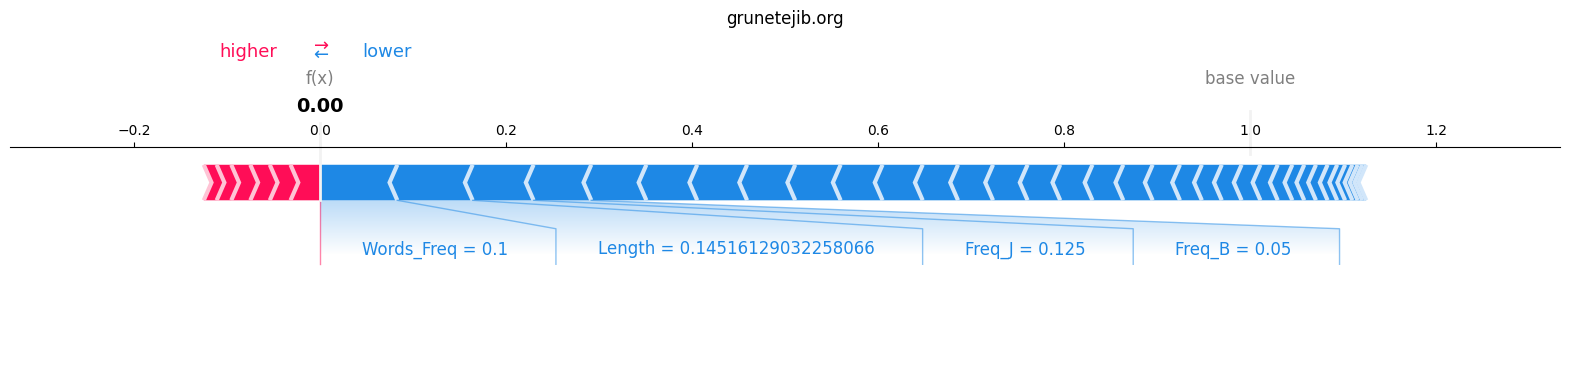 grunetejib.org
higher ⇄ lower
f(x)
base value
0.00
−0.2
0 0
0.2
0.4
0.6
0.8
1 0
1.2
Words_Freq = 0.1
Length = 0.14516129032258066
Freq_J = 0.125
Freq_B = 0.05